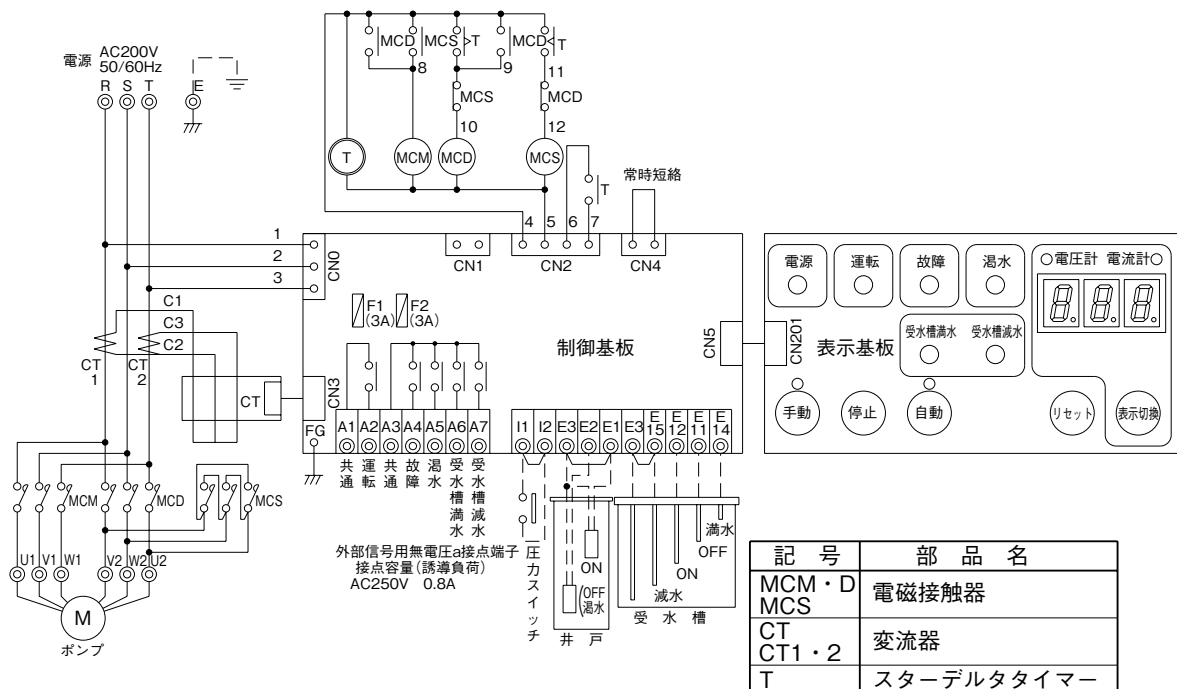 電源 AC200V 50/60Hz
R S T E
MCD MCS T MCD T
8 9 11
MCS MCD
10 12
T MCM MCD MCS
T
常時短絡
4 5 6 7
1
2
3
CN0
CN1 CN2 CN4
F1 (3A) F2 (3A)
制御基板
CN5
CN201
表示基板
電源 運転 故障 渇水
電圧計 電流計
8.8.8.
受水槽満水 受水槽減水
手動 停止 自動 リセット 表示切換
C1
C3
C2
CT1 CT2
CT
CN3
FG
A1 A2 A3 A4 A5 A6 A7
共通 運転 共通 故障 渇水 受水槽満水 受水槽減水
I1 I2 E3 E2 E1 E3 E15 E12 E11 E14
外部信号用無電圧a接点端子
接点容量(誘導負荷)
AC250V 0.8A
圧力スイッチ
ON
OFF 渇水
井戸
満水
OFF
ON
減水
受水槽
MCM MCD MCS
U1 V1 W1 V2 W2 U2
M
ポンプ
記号 部品名
MCM・D MCS 電磁接触器
CT CT1・2 変流器
T スターデルタタイマー